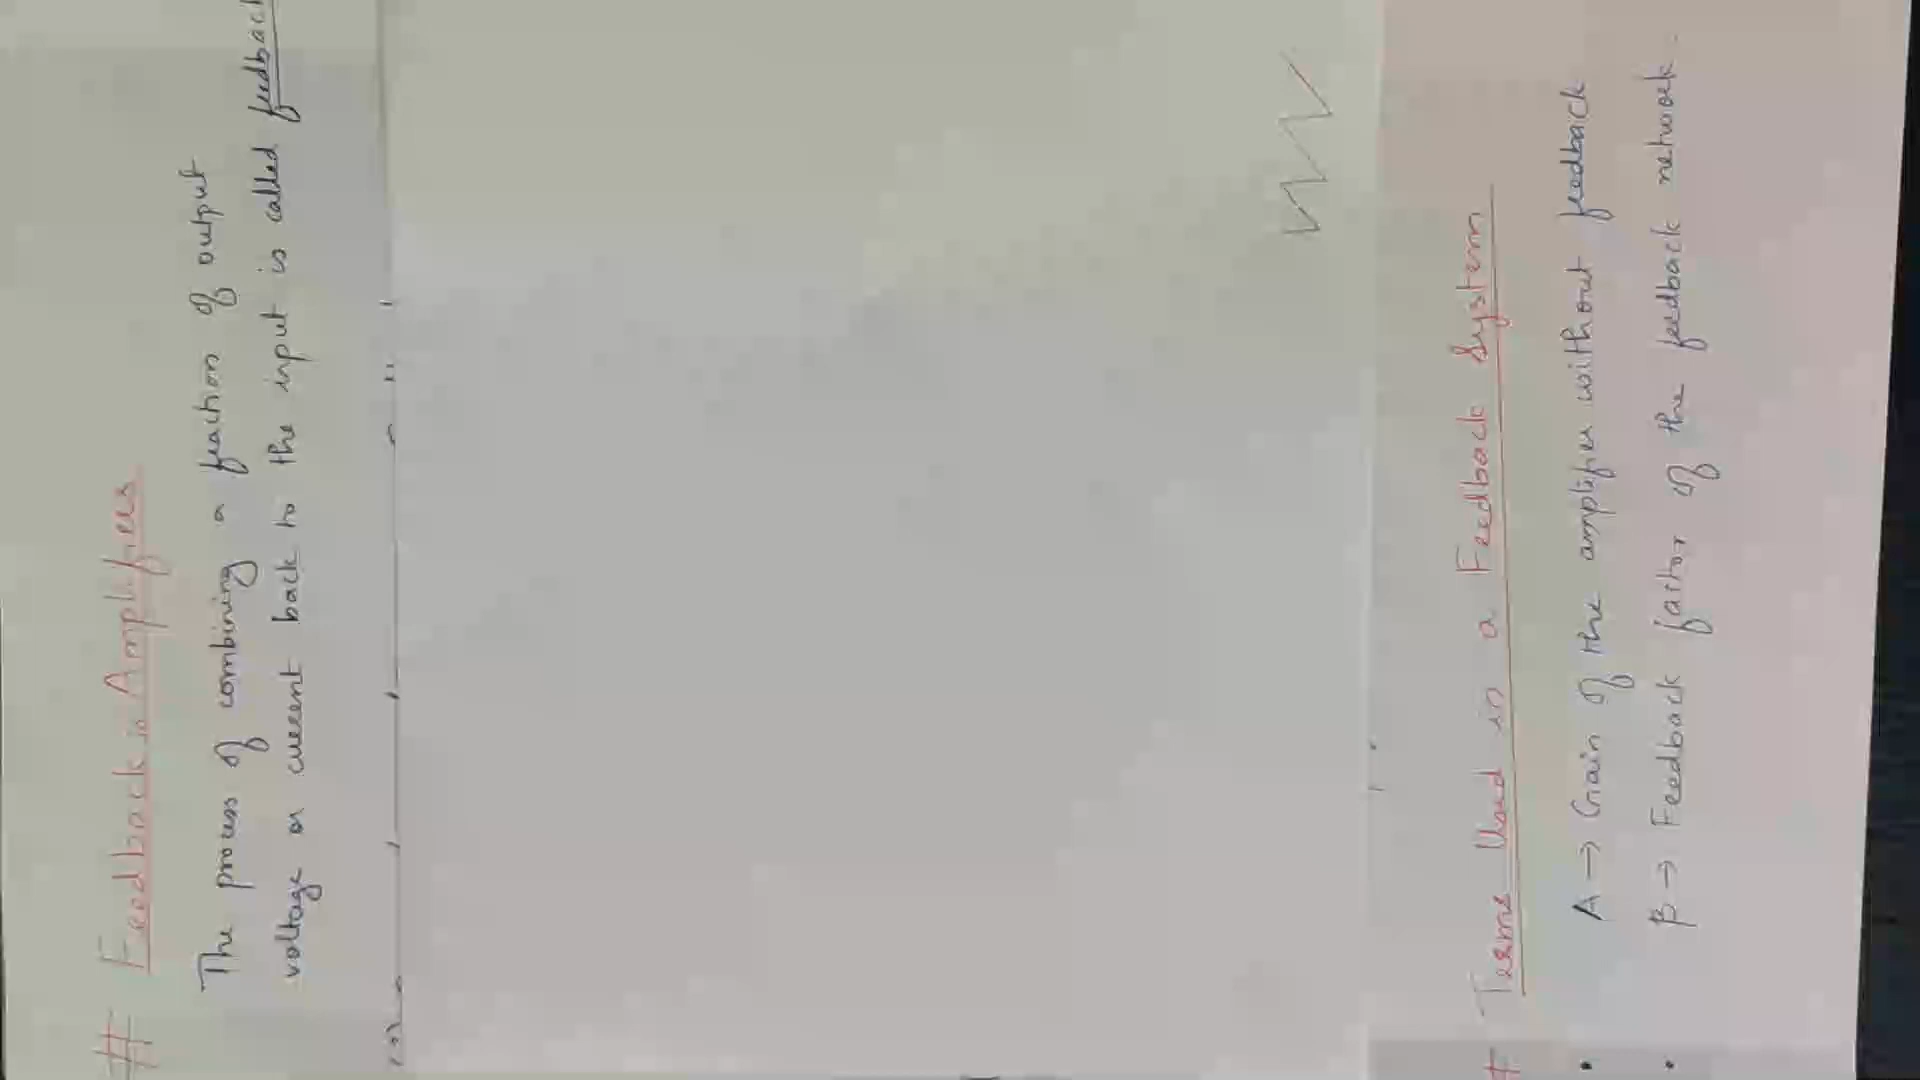 # Feedback in Amplifiers
The process of combining a fraction of output
voltage or current back to the input is called
# Terms Used in a Feedback System
• A → Gain of the amplifier without feedback
• β → Feedback factor of the feedback network.